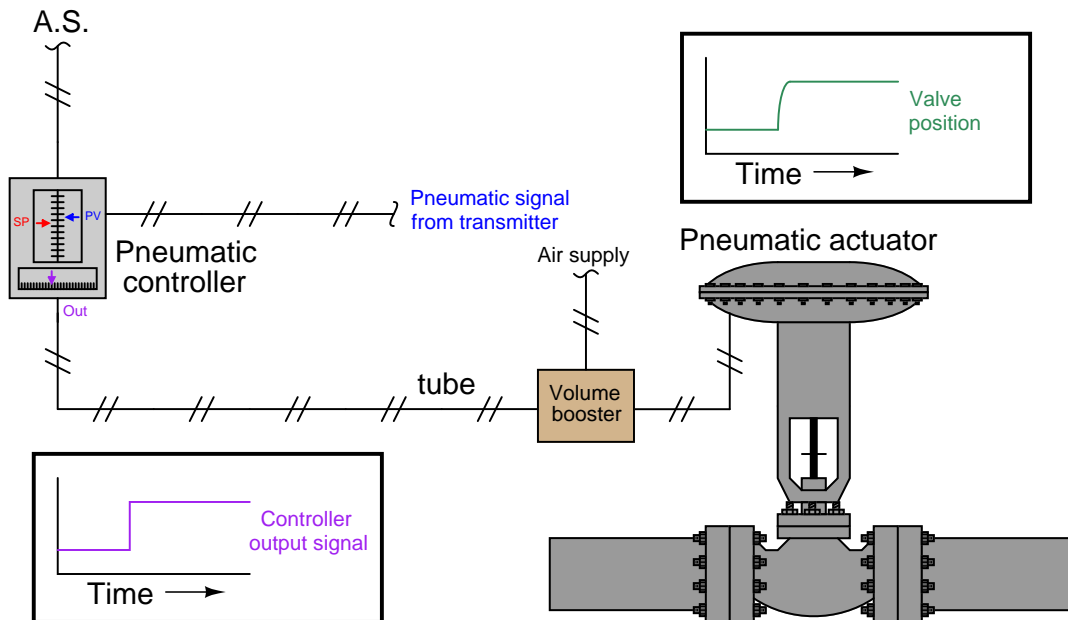 A.S.
Valve
position
Time
SP
PV
Pneumatic signal
from transmitter
Pneumatic
controller
Air supply
Pneumatic actuator
Out
tube
Volume
booster
Controller
output signal
Time